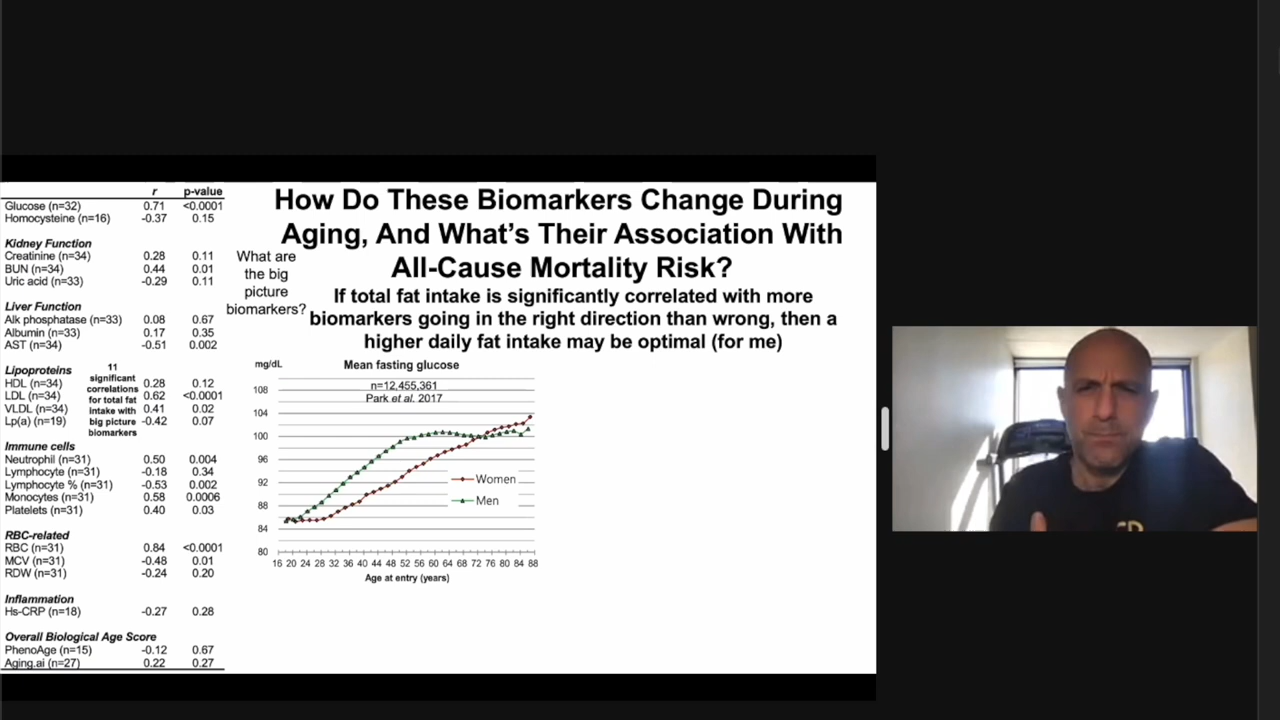 r p-value
Glucose (n=32) 0.71 <0.0001
Homocysteine (n=16) -0.37 0.15
Kidney Function
Creatinine (n=34) 0.28 0.11
BUN (n=34) 0.44 0.01
Uric acid (n=33) -0.29 0.11
Liver Function
Alk phosphatase (n=33) 0.08 0.67
Albumin (n=33) 0.17 0.35
AST (n=34) -0.51 0.002
Lipoproteins
HDL (n=34) 0.28 0.12
LDL (n=34) 0.62 <0.0001
VLDL (n=34) 0.41 0.02
Lp(a) (n=19) -0.42 0.07
11
significant
correlations
for total fat
intake with
big picture
biomarkers
Immune cells
Neutrophil (n=31) 0.50 0.004
Lymphocyte (n=31) -0.18 0.34
Lymphocyte % (n=31) -0.53 0.002
Monocytes (n=31) 0.58 0.0006
Platelets (n=31) 0.40 0.03
RBC-related
RBC (n=31) 0.84 <0.0001
MCV (n=31) -0.48 0.01
RDW (n=31) -0.24 0.20
Inflammation
Hs-CRP (n=18) -0.27 0.28
Overall Biological Age Score
PhenoAge (n=15) -0.12 0.67
Aging.ai (n=27) 0.22 0.27
How Do These Biomarkers Change During
Aging, And What's Their Association With
All-Cause Mortality Risk?
What are
the big
picture
biomarkers?
If total fat intake is significantly correlated with more
biomarkers going in the right direction than wrong, then a
higher daily fat intake may be optimal (for me)
mg/dL
Mean fasting glucose
n=12,455,361
Park et al. 2017
108
104
100
96
92
88
84
80
Women
Men
16 20 24 28 32 36 40 44 48 52 56 60 64 68 72 76 80 84 88
Age at entry (years)